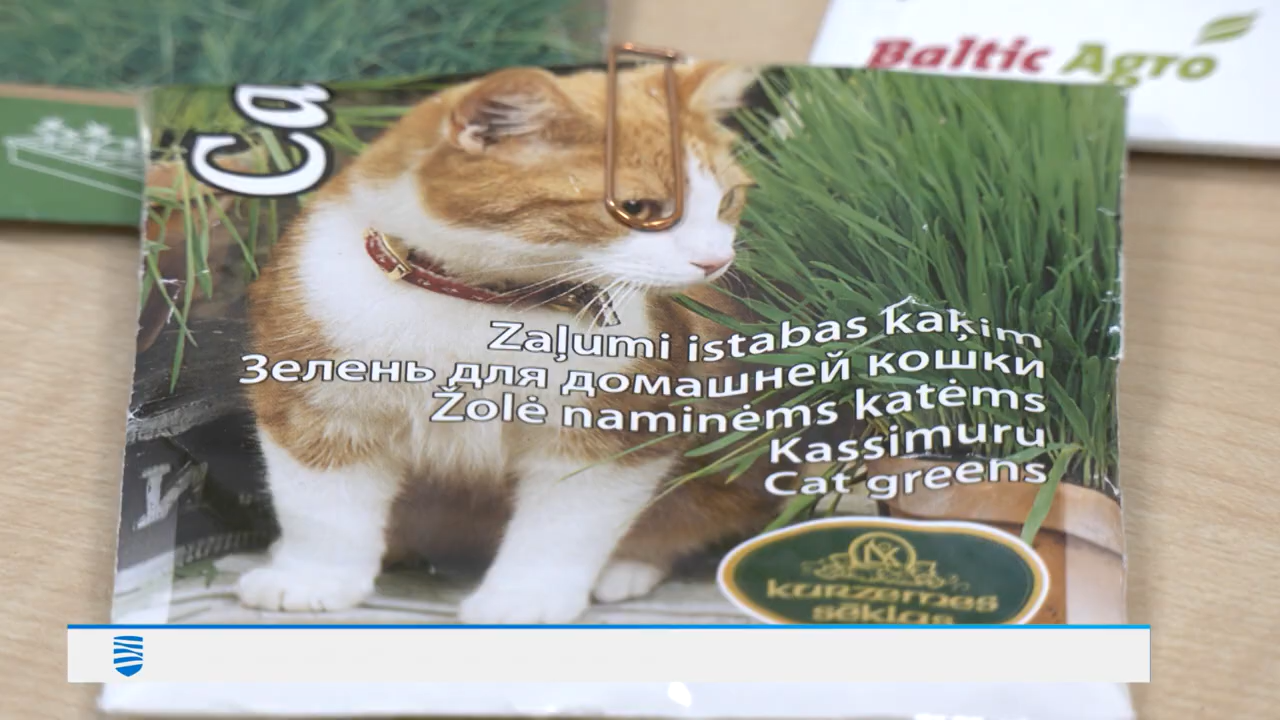 Baltic Agro
Ca
Zaļumi istabas kaķim
Зелень для домашней кошки
Žolė naminėms katėms
Kassimuru
Cat greens
kurzemes
sēklas